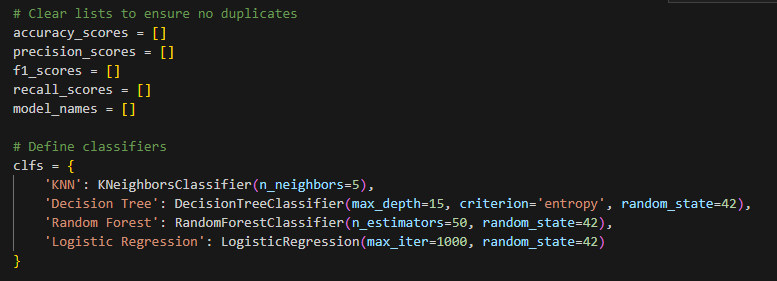 # Clear lists to ensure no duplicates
accuracy_scores = []
precision_scores = []
f1_scores = []
recall_scores = []
model_names = []

# Define classifiers
clfs = {
    'KNN': KNeighborsClassifier(n_neighbors=5),
    'Decision Tree': DecisionTreeClassifier(max_depth=15, criterion='entropy', random_state=42),
    'Random Forest': RandomForestClassifier(n_estimators=50, random_state=42),
    'Logistic Regression': LogisticRegression(max_iter=1000, random_state=42)
}